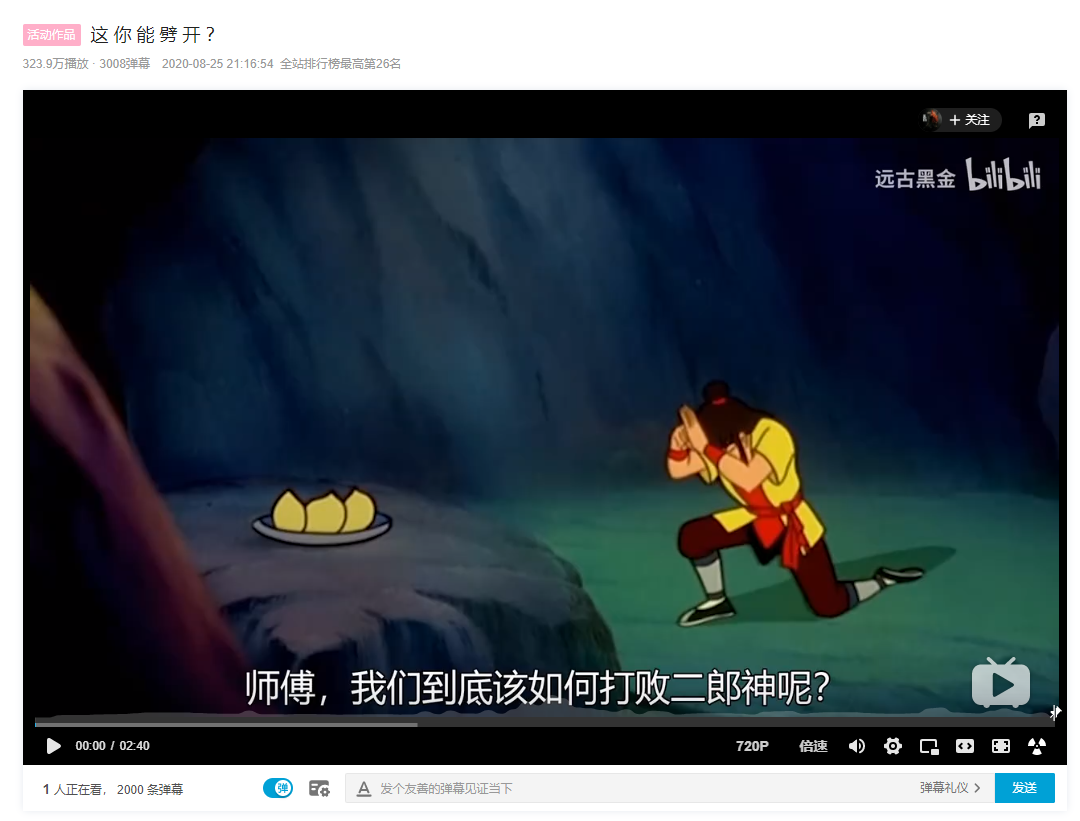 活动作品 这 你 能 劈 开 ?
323.9万播放 · 3008弹幕 2020-08-25 21:16:54 全站排行榜最高第26名
+ 关注
远古黑金 bilibili
师傅，我们到底该如何打败二郎神呢?
00:00 / 02:40 720P 倍速
1 人正在看， 2000 条弹幕 弹 A 发个友善的弹幕见证当下 弹幕礼仪 > 发送